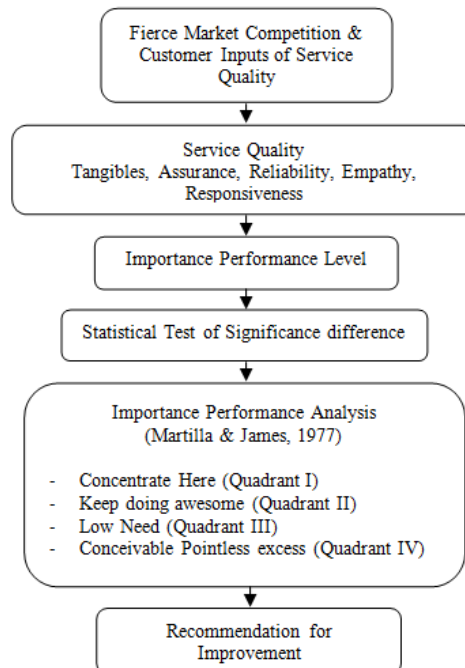 Fierce Market Competition &
Customer Inputs of Service
Quality
Service Quality
Tangibles, Assurance, Reliability, Empathy,
Responsiveness
Importance Performance Level
Statistical Test of Significance difference
Importance Performance Analysis
(Martilla & James, 1977)
- Concentrate Here (Quadrant I)
- Keep doing awesome (Quadrant II)
- Low Need (Quadrant III)
- Conceivable Pointless excess (Quadrant IV)
Recommendation for
Improvement